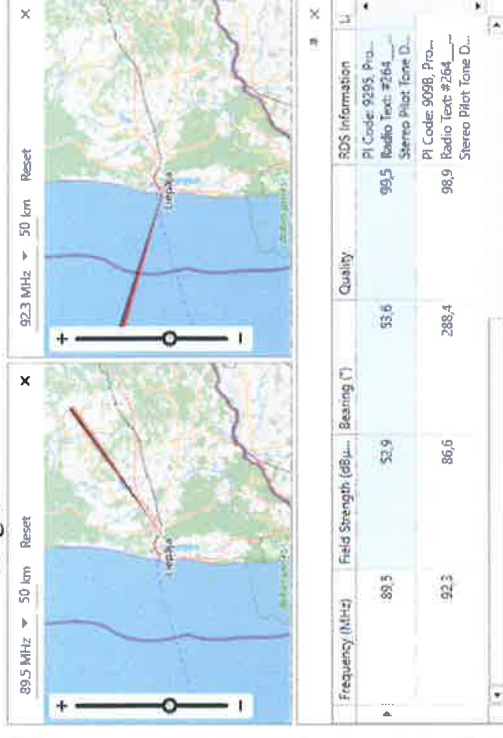 89.5 MHz 50 km Reset
Liepāja
92.3 MHz 50 km Reset
Liepāja
Frequency (MHz) Field Strength (dBµ... Bearing (°) Quality RDS Information
89,5 52,9 53,6 99,5 PI Code: 9295, Pro...
Radio Text: #264___...
Stereo Pilot Tone D...
92,3 86,6 288,4 98,9 PI Code: 9098, Pro...
Radio Text: #264___...
Stereo Pilot Tone D...